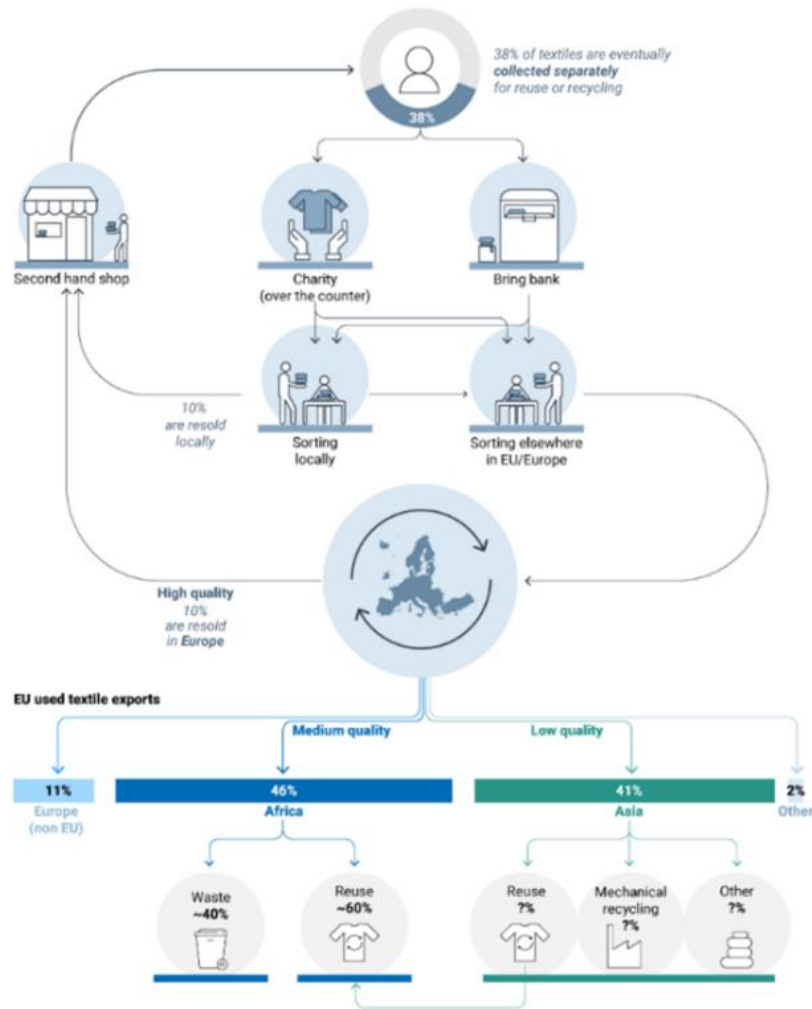 38% of textiles are eventually
collected separately
for reuse or recycling
38%
Second hand shop
Charity
(over the counter)
Bring bank
10%
are resold
locally
Sorting
locally
Sorting elsewhere
in EU/Europe
High quality
10%
are resold
in Europe
EU used textile exports
Medium quality
Low quality
11%
46%
41%
2%
Europe
(non EU)
Africa
Asia
Other
Waste
~40%
Reuse
~60%
Reuse
?%
Mechanical
recycling
?%
Other
?%